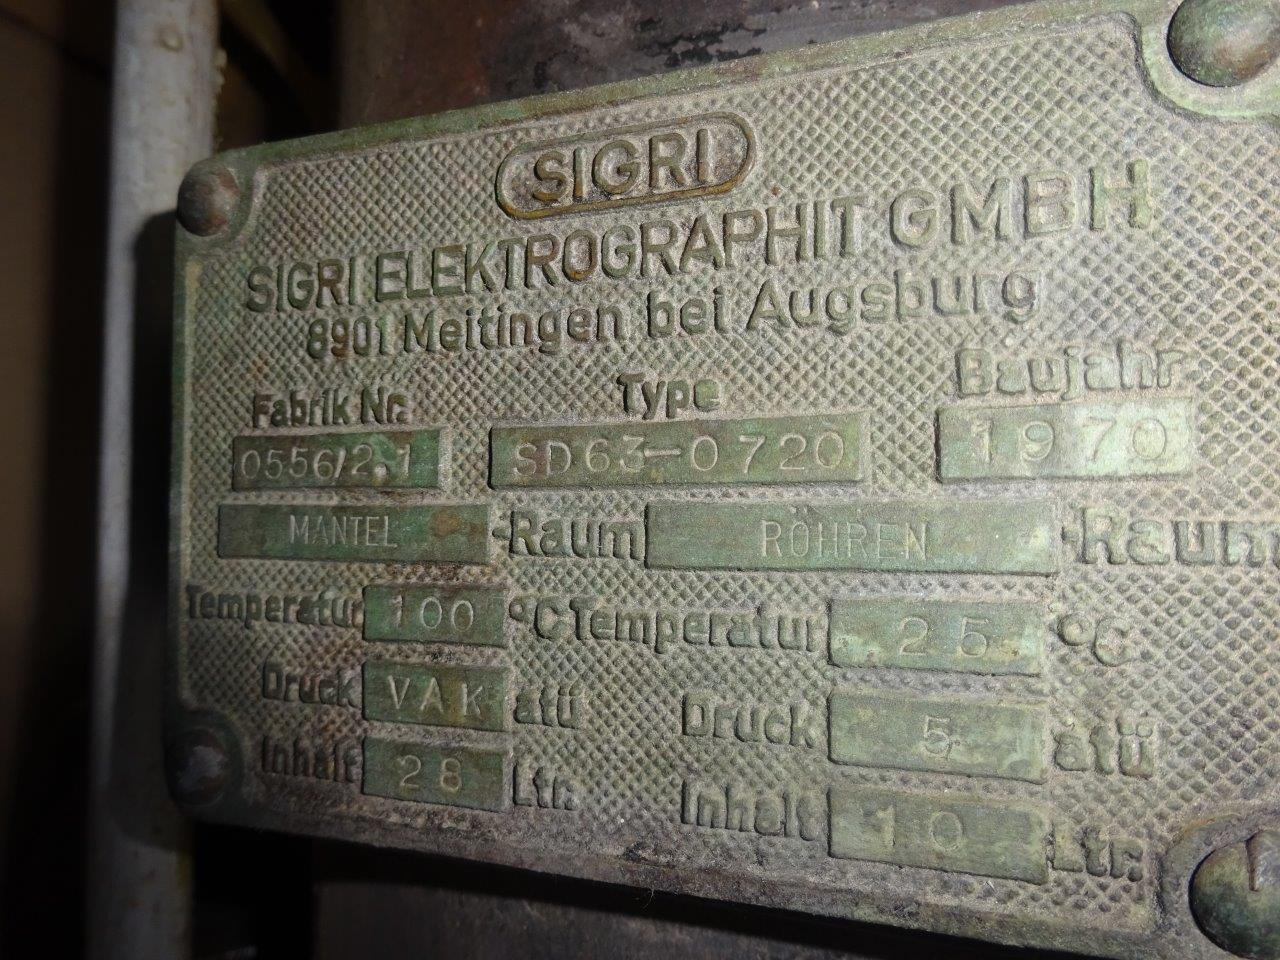 SIGRI
SIGRI ELEKTROGRAPHIT GMBH
8901 Meitingen bei Augsburg
Fabrik Nr. Type Baujahr
0556/2.1 SD63-0720 1970
MANTEL -Raum RÖHREN -Raum
Temperatur 100 °C Temperatur 25 °C
Druck VAK atü Druck 5 atü
Inhalt 28 Ltr. Inhalt 10 Ltr.